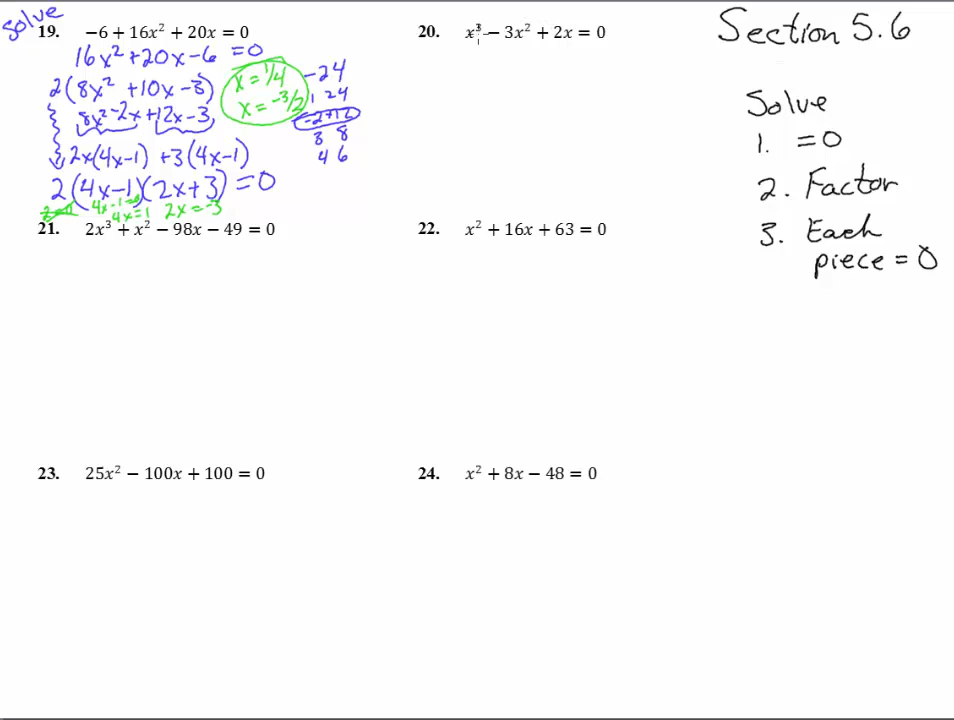 Solve
19. −6 + 16x² + 20x = 0
16x² + 20x − 6 = 0
2(8x² + 10x − 3)
8x² − 2x + 12x − 3
2x(4x−1) + 3(4x−1)
2(4x−1)(2x+3) = 0
2=0 4x−1=0 2x=−3
4x=1
x = 1/4
x = −3/2
−24
1 24
−2+12
3 8
4 6
20. x³ − 3x² + 2x = 0
21. 2x³ + x² − 98x − 49 = 0
22. x² + 16x + 63 = 0
23. 25x² − 100x + 100 = 0
24. x² + 8x − 48 = 0
Section 5.6
Solve
1. =0
2. Factor
3. Each
piece = 0